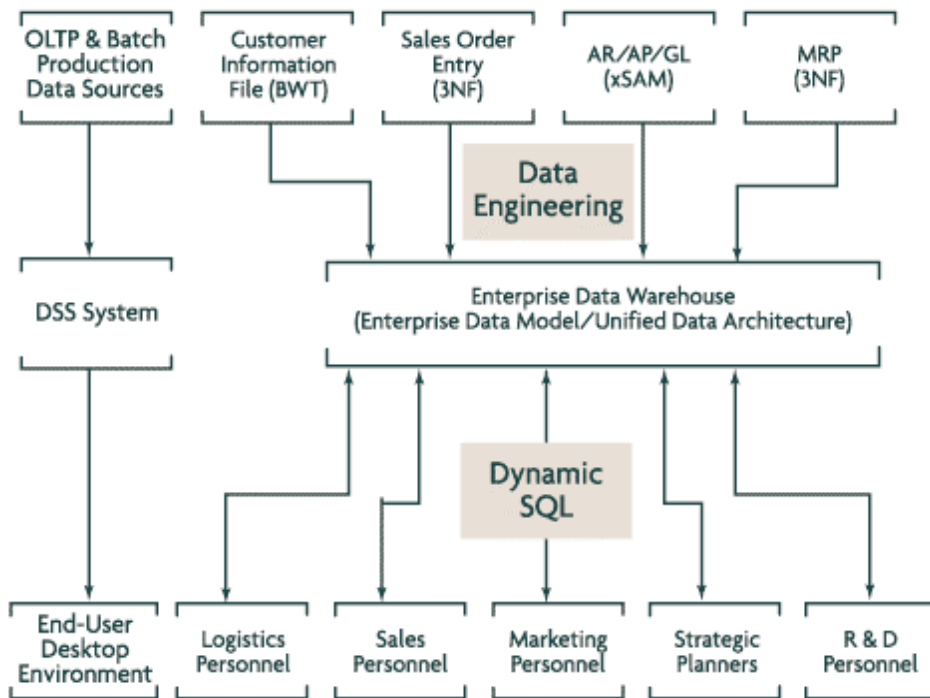 OLTP & Batch
Production
Data Sources
Customer
Information
File (BWT)
Sales Order
Entry
(3NF)
AR/AP/GL
(xSAM)
MRP
(3NF)
Data
Engineering
DSS System
Enterprise Data Warehouse
(Enterprise Data Model/Unified Data Architecture)
Dynamic
SQL
End-User
Desktop
Environment
Logistics
Personnel
Sales
Personnel
Marketing
Personnel
Strategic
Planners
R & D
Personnel